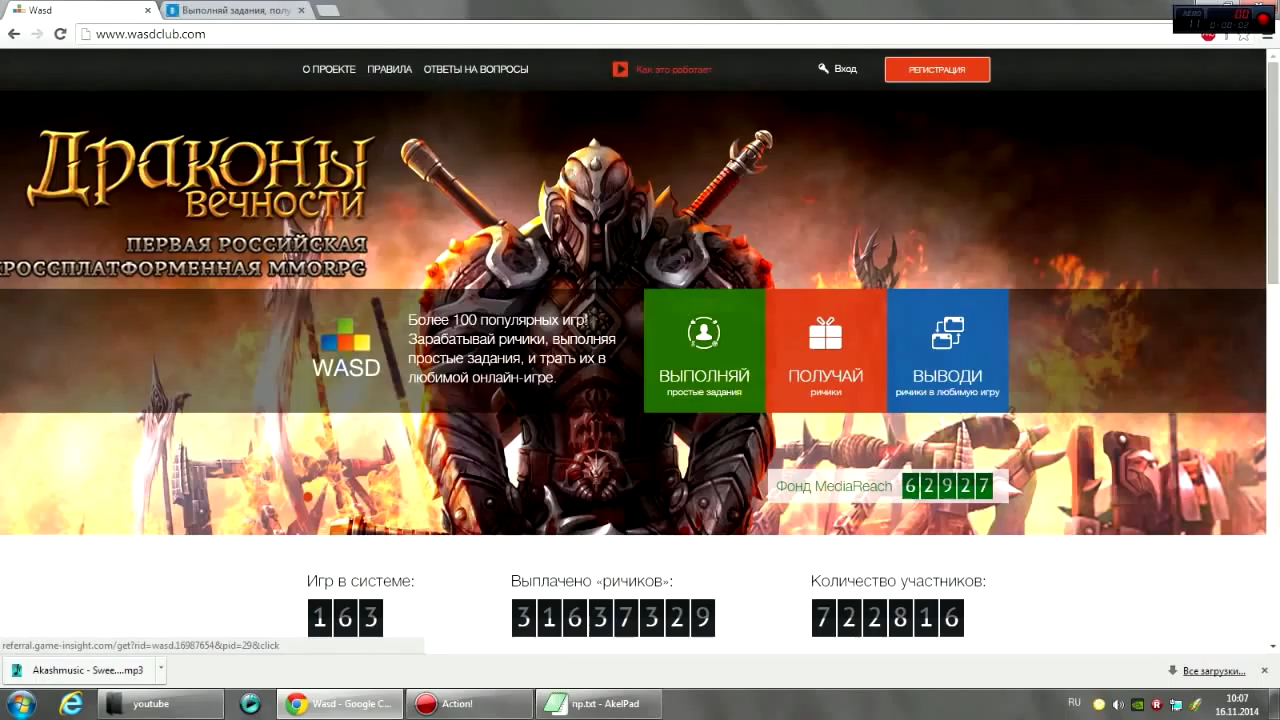 Wasd
Выполняй задания, полу
www.wasdclub.com
О ПРОЕКТЕ ПРАВИЛА ОТВЕТЫ НА ВОПРОСЫ
Как это работает
Вход
РЕГИСТРАЦИЯ
Драконы
вечности
ПЕРВАЯ РОССИЙСКАЯ
КРОССПЛАТФОРМЕННАЯ MMORPG
WASD
Более 100 популярных игр!
Зарабатывай ричики, выполняя
простые задания, и трать их в
любимой онлайн-игре.
ВЫПОЛНЯЙ
простые задания
ПОЛУЧАЙ
ричики
ВЫВОДИ
ричики в любимую игру
Фонд MediaReach 62927
Игр в системе:
163
Выплачено «ричиков»:
31637329
Количество участников:
722816
referral.game-insight.com/get?rid=wasd.16987654&pid=29&click
Akashmusic - Swee....mp3
Все загрузки...
youtube
Wasd - Google C...
Action!
np.txt - AkelPad
RU
10:07
16.11.2014